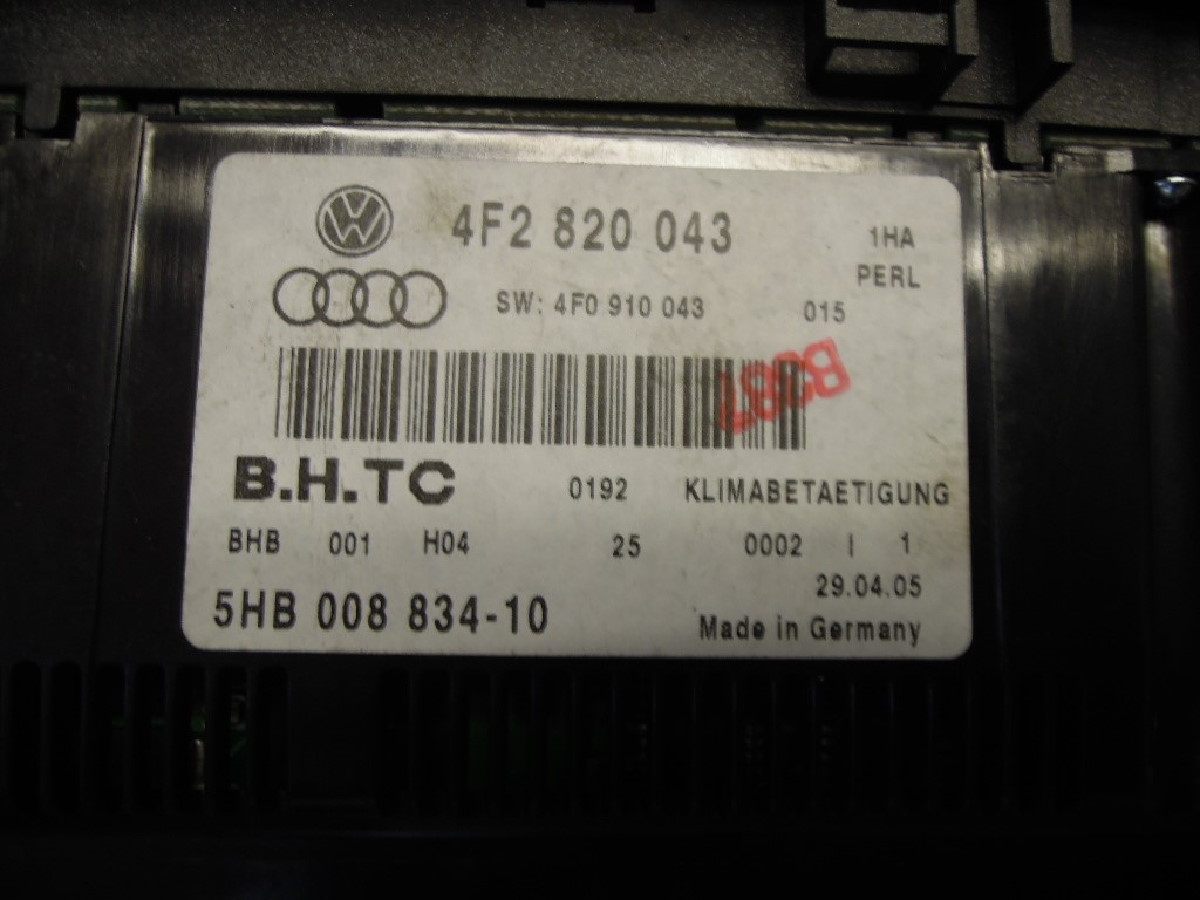 4F2 820 043 1HA
PERL
SW: 4F0 910 043 015
B.H.TC 0192 KLIMABETAETIGUNG
BHB 001 H04 25 0002 | 1
29.04.05
5HB 008 834-10 Made in Germany